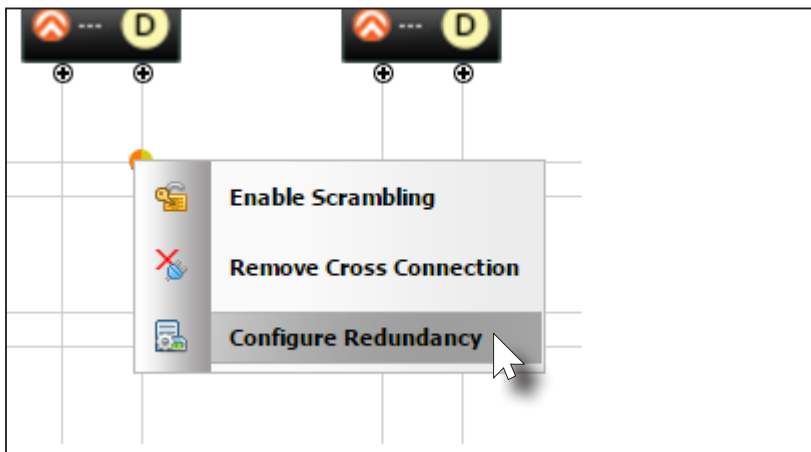 --- D
--- D
Enable Scrambling
Remove Cross Connection
Configure Redundancy